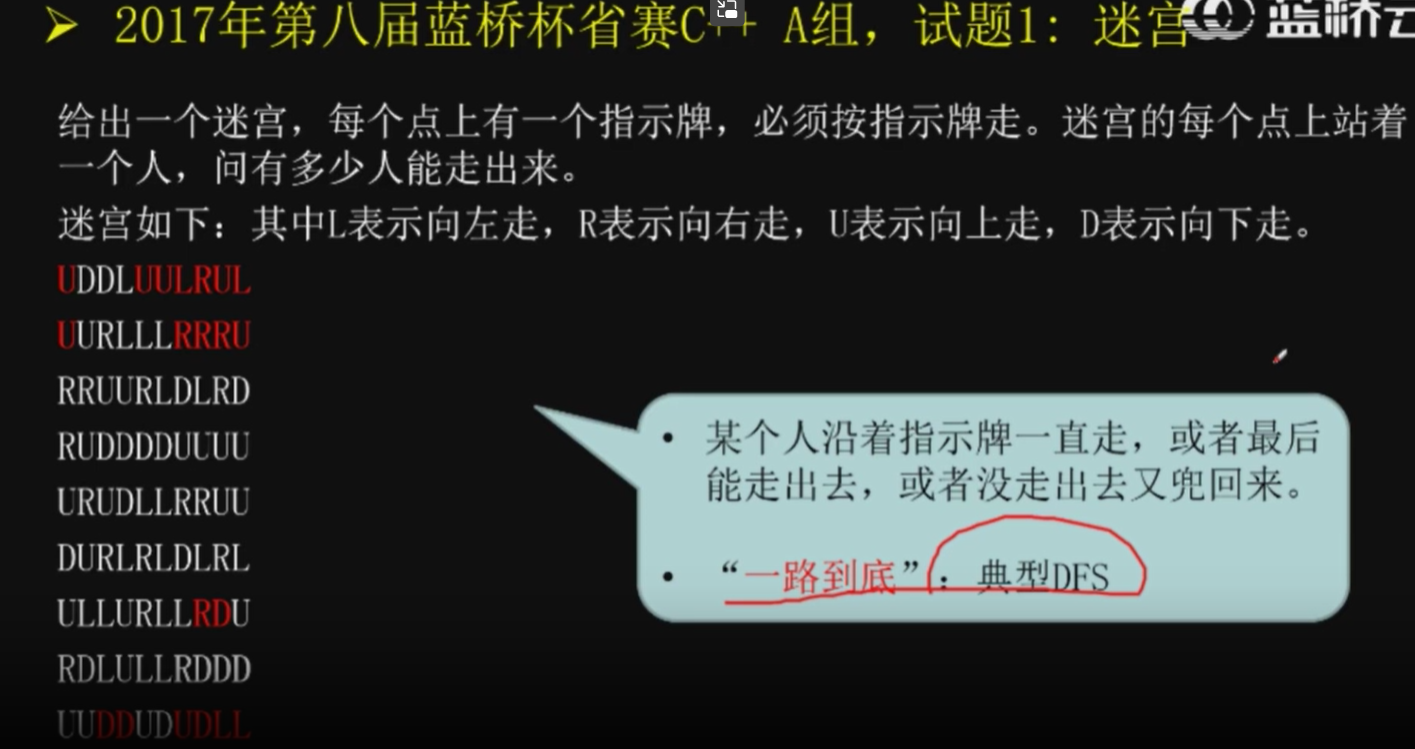 ➢ 2017年第八届蓝桥杯省赛C++ A组，试题1: 迷宫
蓝桥云
给出一个迷宫，每个点上有一个指示牌，必须按指示牌走。迷宫的每个点上站着
一个人，问有多少人能走出来。
迷宫如下：其中L表示向左走，R表示向右走，U表示向上走，D表示向下走。
UDDLUULRUL
UURLLLRRRU
RRUURLDLRD
RUDDDDUUUU
URUDLLRRUU
DURLRLDLRL
ULLURLLRDU
RDLULLRDDD
UUDDUDUDLL
• 某个人沿着指示牌一直走，或者最后
能走出去，或者没走出去又兜回来。
• “一路到底”：典型DFS